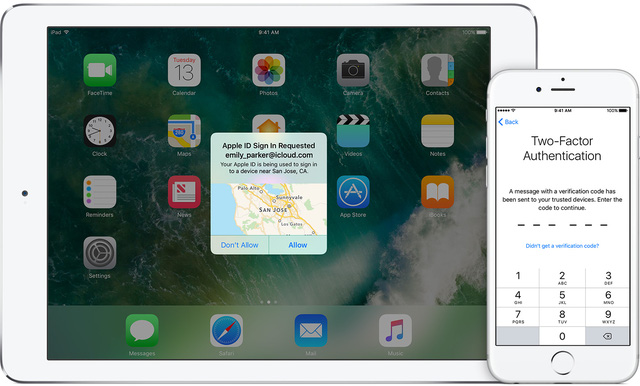 iPad
9:41 AM
100%
FaceTime
Tuesday
13
Calendar
Photos
Camera
Contacts
Clock
280
Maps
Videos
Notes
Reminders
NEWS
News
App Store
iBooks
Settings
Apple ID Sign In Requested
emily_parker@icloud.com
Your Apple ID is being used to sign in
to a device near San Jose, CA.
Palo Alto
Sunnyvale
SAN JOSE
Los Gatos
Don't Allow
Allow
Messages
Safari
Mail
Music
9:41 AM
100%
Back
Two-Factor
Authentication
A message with a verification code has
been sent to your trusted devices. Enter the
code to continue.
Didn't get a verification code?
1
2
ABC
3
DEF
4
GHI
5
JKL
6
MNO
7
PQRS
8
TUV
9
WXYZ
0